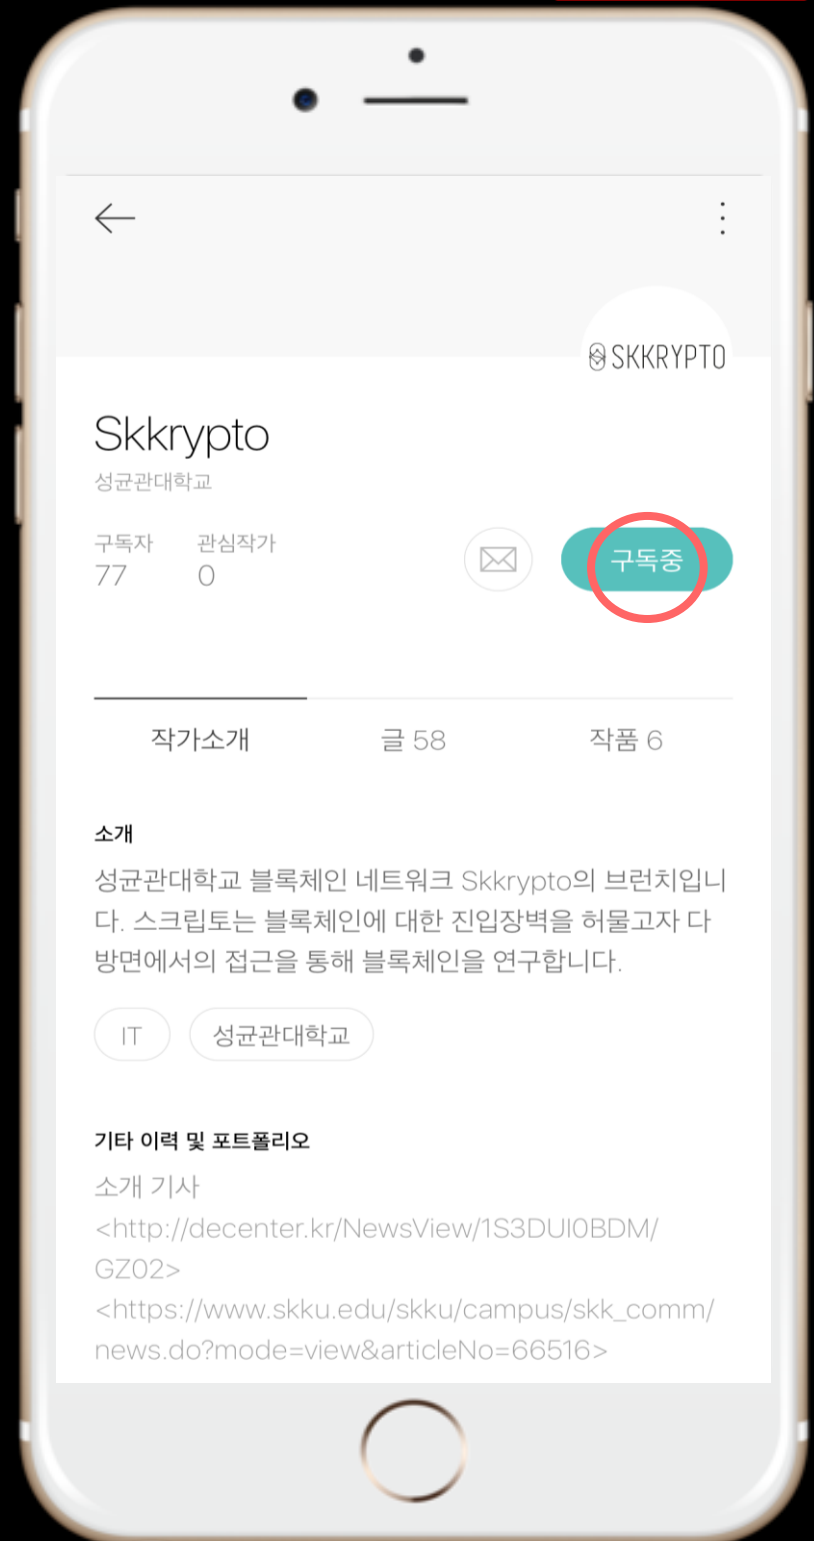 SKKRYPTO
Skkrypto
성균관대학교
구독자 관심작가
77 0
구독중
작가소개 글 58 작품 6
소개
성균관대학교 블록체인 네트워크 Skkrypto의 브런치입니
다. 스크립토는 블록체인에 대한 진입장벽을 허물고자 다
방면에서의 접근을 통해 블록체인을 연구합니다.
IT 성균관대학교
기타 이력 및 포트폴리오
소개 기사
<http://decenter.kr/NewsView/1S3DUI0BDM/
GZ02>
<https://www.skku.edu/skku/campus/skk_comm/
news.do?mode=view&articleNo=66516>